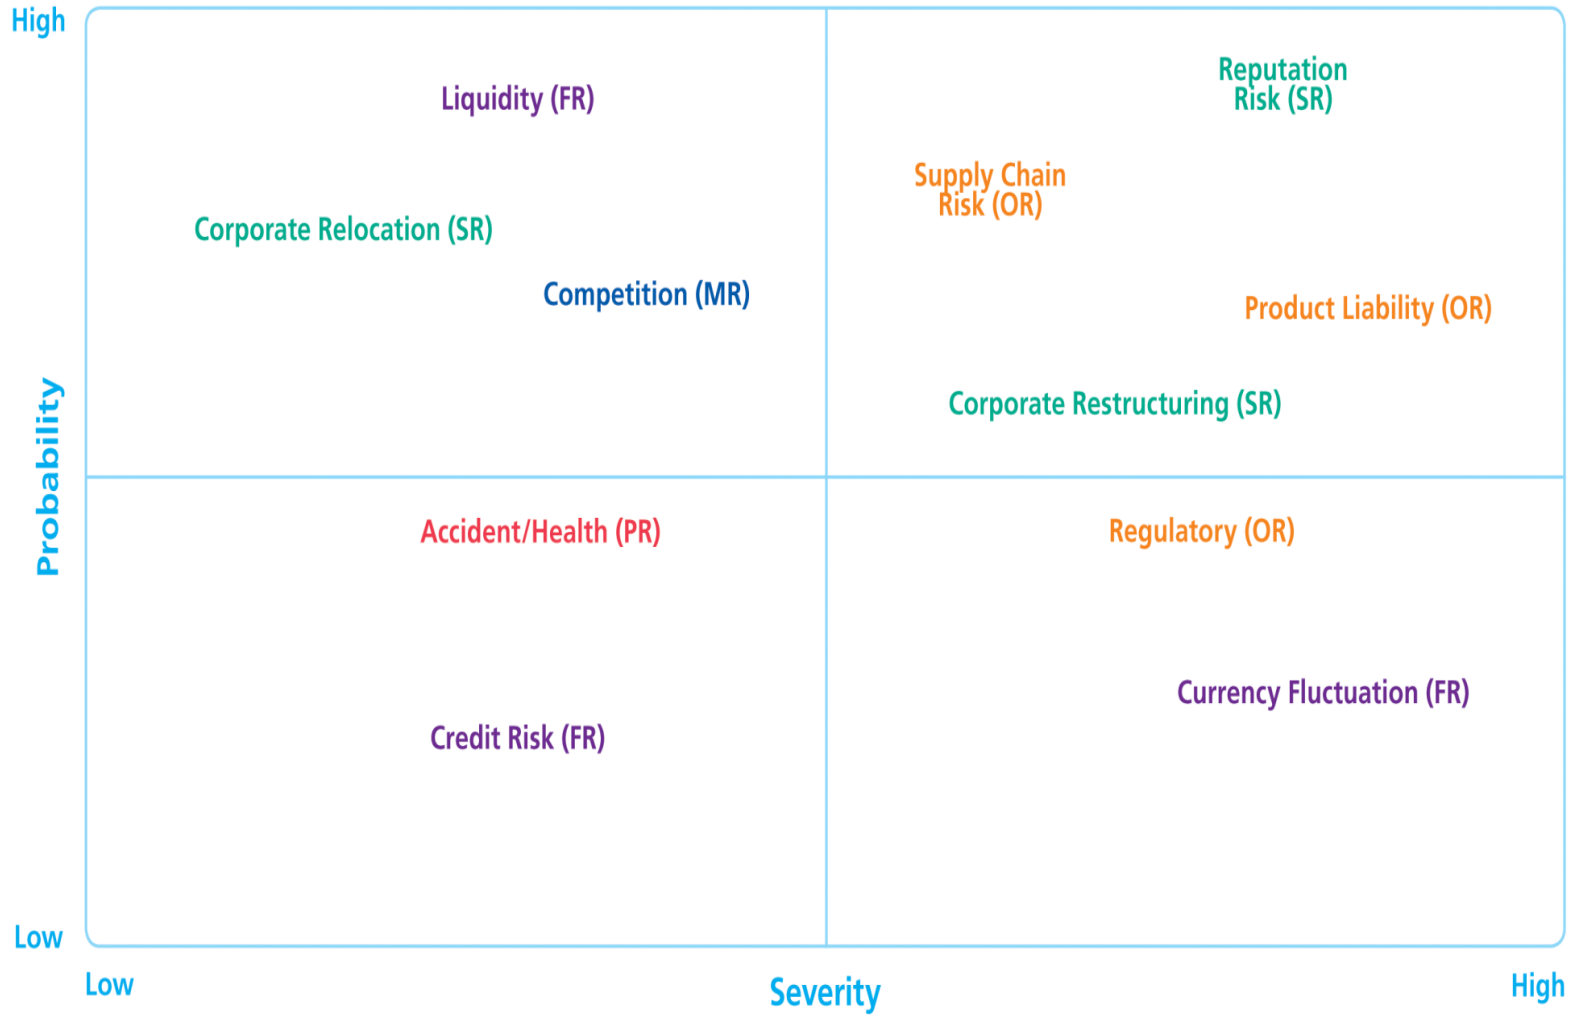 High
Liquidity (FR)
Reputation
Risk (SR)
Supply Chain
Risk (OR)
Corporate Relocation (SR)
Competition (MR)
Product Liability (OR)
Corporate Restructuring (SR)
Probability
Accident/Health (PR)
Regulatory (OR)
Currency Fluctuation (FR)
Credit Risk (FR)
Low
Low
Severity
High